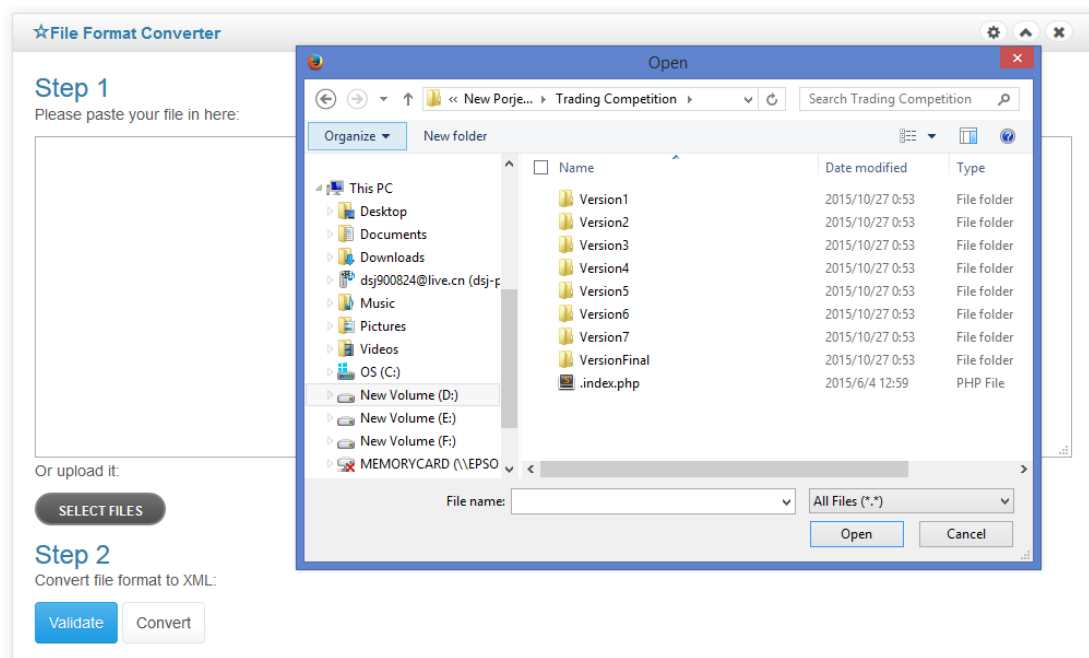 ☆File Format Converter
Step 1
Please paste your file in here:
Or upload it:
SELECT FILES
Step 2
Convert file format to XML:
Validate Convert
Open
« New Porje... Trading Competition
Search Trading Competition
Organize New folder
This PC
Desktop
Documents
Downloads
dsj900824@live.cn (dsj-p
Music
Pictures
Videos
OS (C:)
New Volume (D:)
New Volume (E:)
New Volume (F:)
MEMORYCARD (\\EPSO
Name Date modified Type
Version1 2015/10/27 0:53 File folder
Version2 2015/10/27 0:53 File folder
Version3 2015/10/27 0:53 File folder
Version4 2015/10/27 0:53 File folder
Version5 2015/10/27 0:53 File folder
Version6 2015/10/27 0:53 File folder
Version7 2015/10/27 0:53 File folder
VersionFinal 2015/10/27 0:53 File folder
.index.php 2015/6/4 12:59 PHP File
File name: All Files (*.*)
Open Cancel